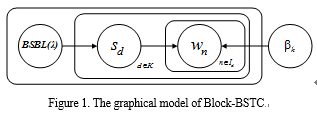 BSBL(λ)
S_d
W_n
β_k
d∈K
n∈I_d
Figure 1. The graphical model of Block-BSTC.